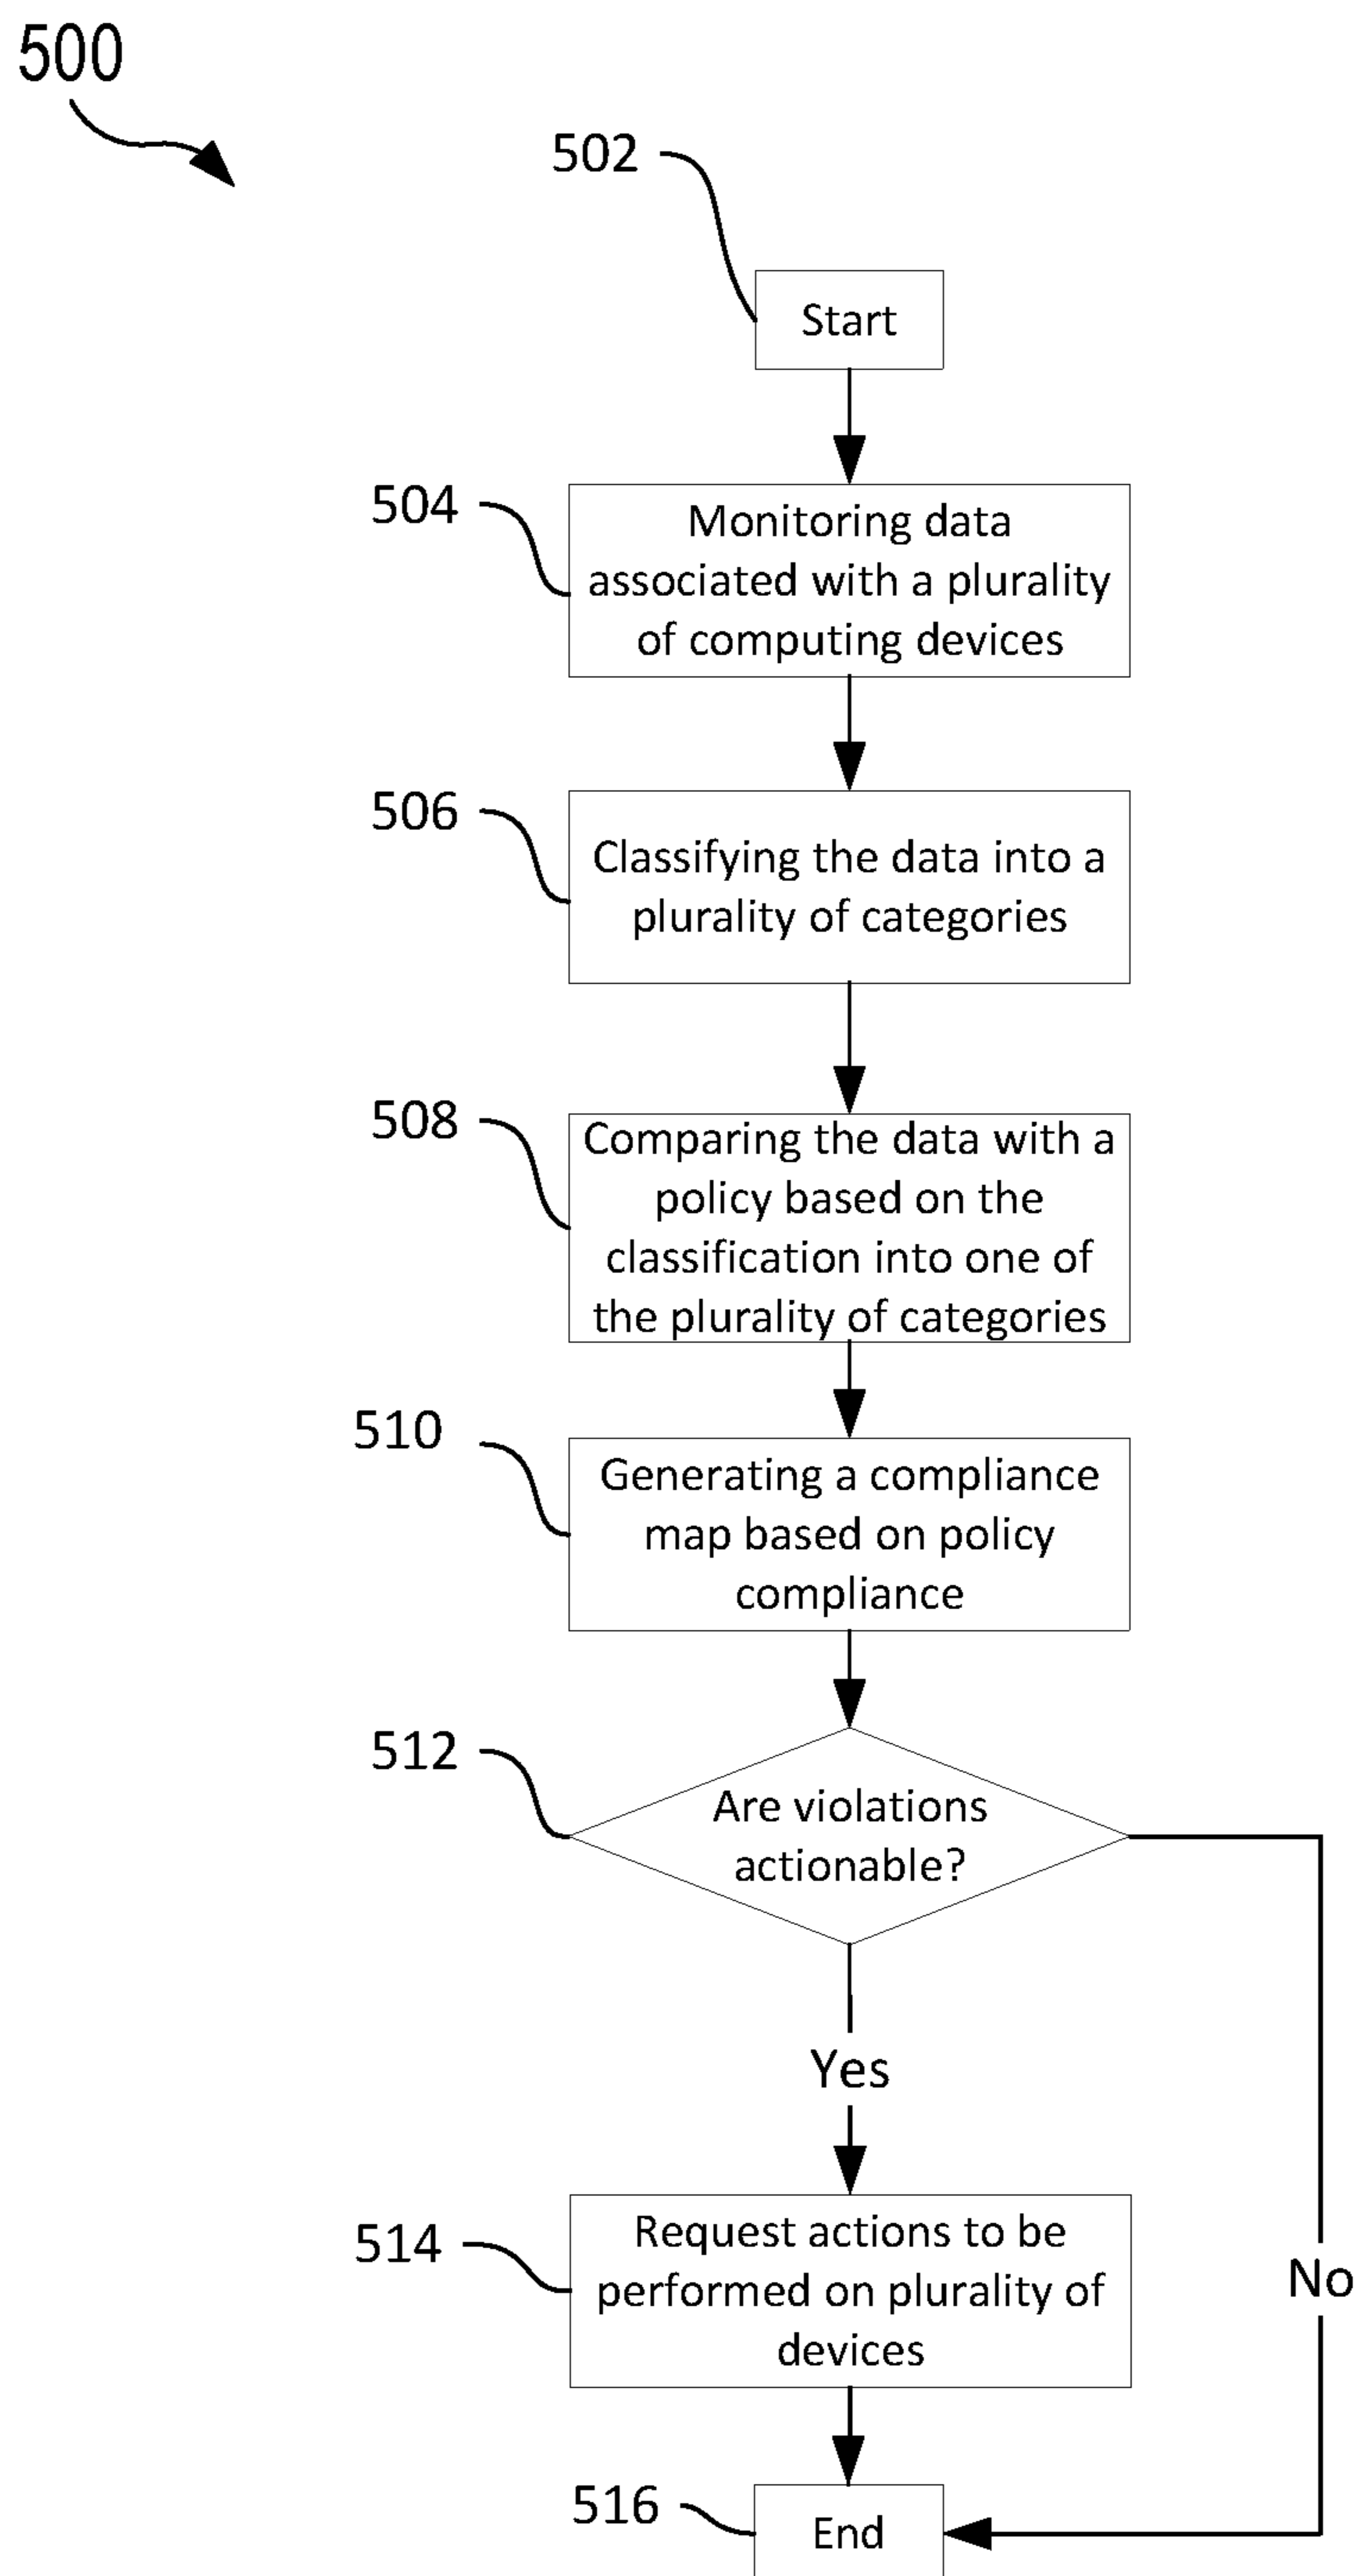 500
502
Start
504
Monitoring data
associated with a plurality
of computing devices
506
Classifying the data into a
plurality of categories
508
Comparing the data with a
policy based on the
classification into one of
the plurality of categories
510
Generating a compliance
map based on policy
compliance
512
Are violations
actionable?
Yes
514
Request actions to be
performed on plurality of
devices
No
516
End